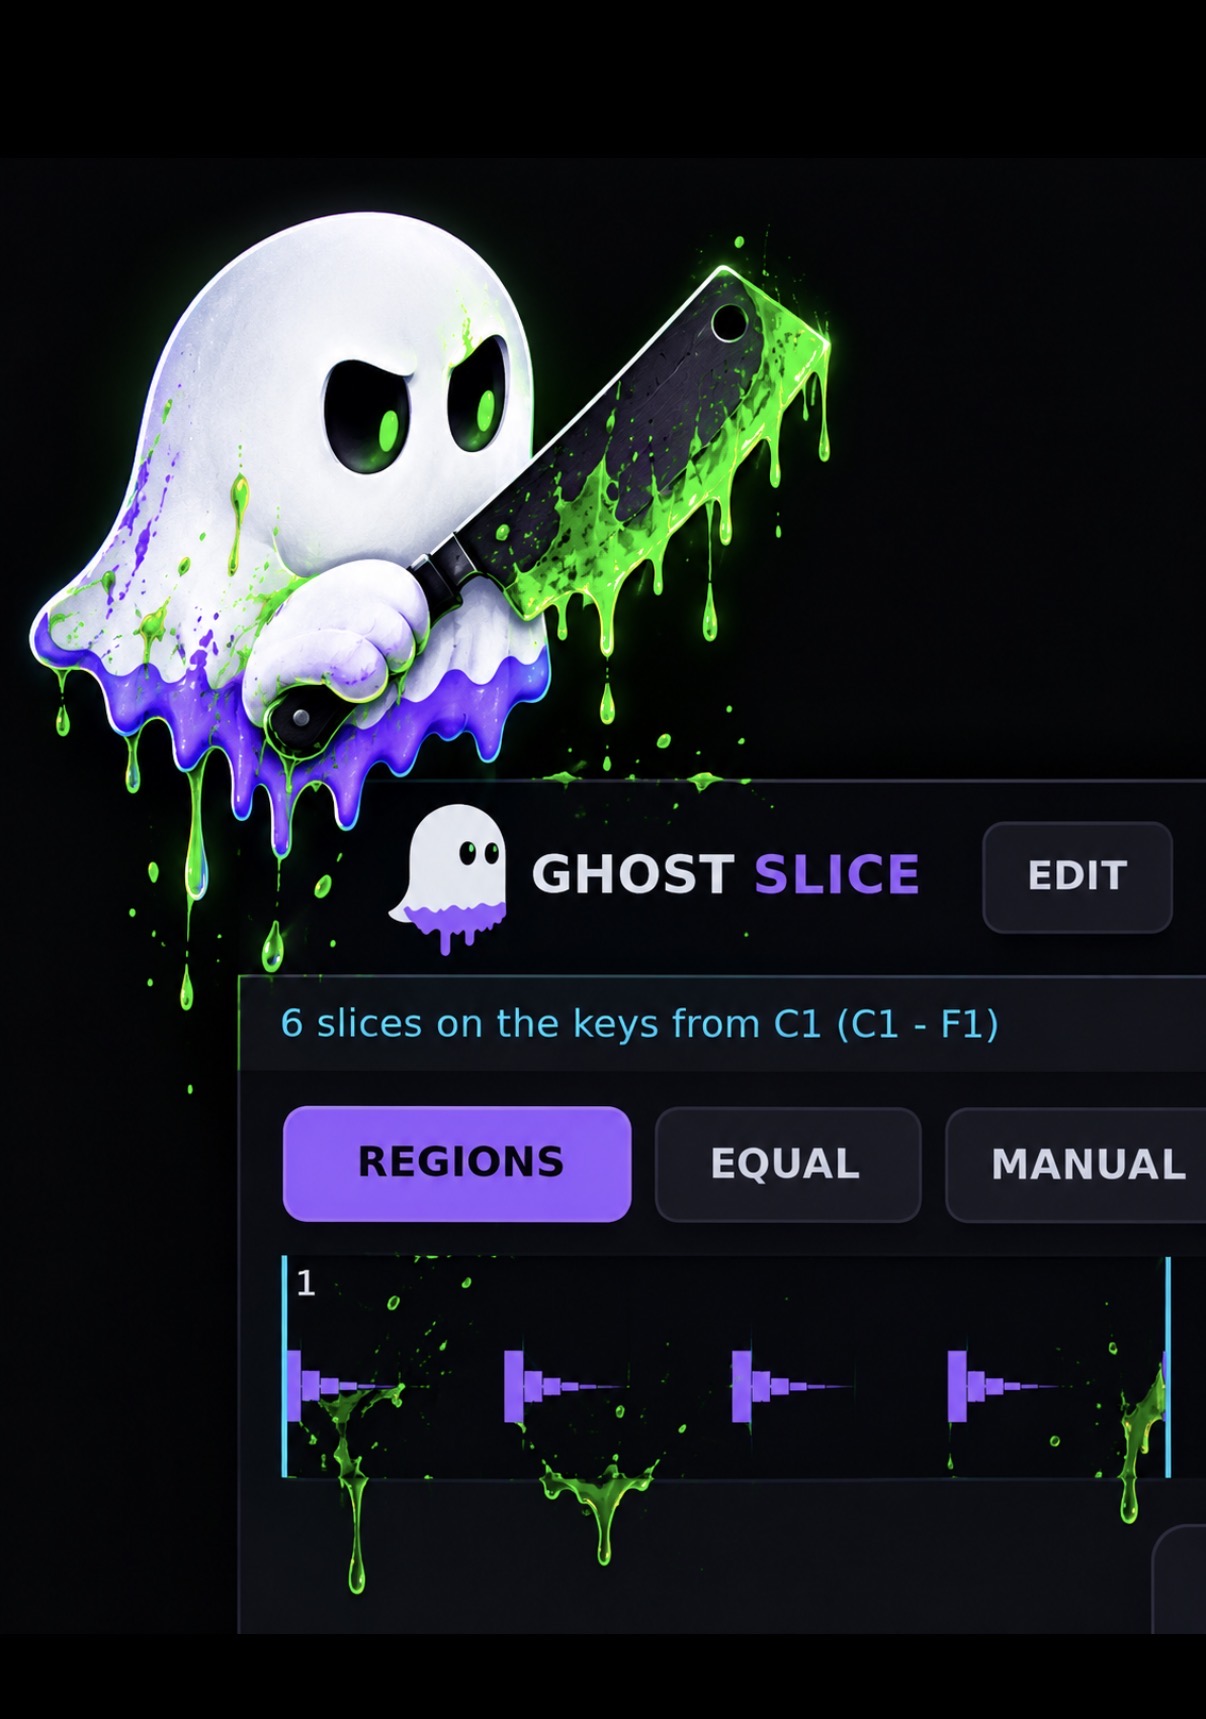 GHOST SLICE
EDIT
6 slices on the keys from C1 (C1 - F1)
REGIONS
EQUAL
MANUAL
1